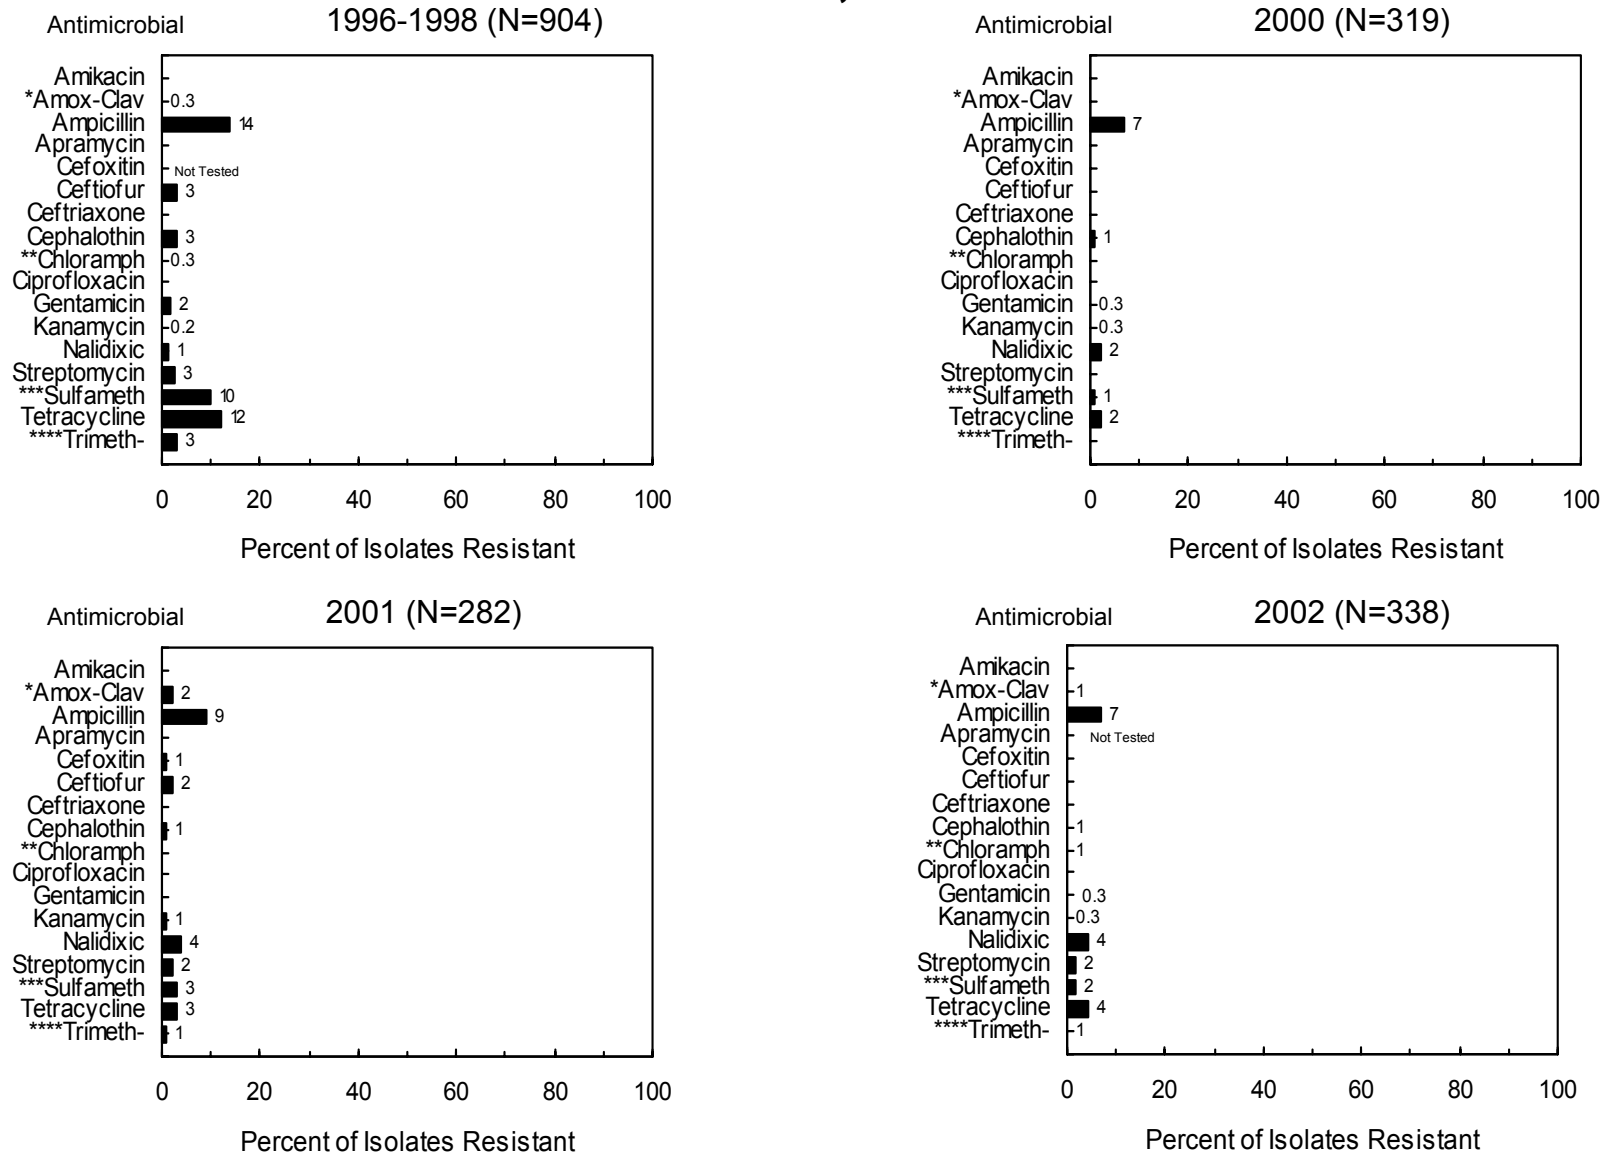 Antimicrobial
1996-1998 (N=904)
Amikacin
*Amox-Clav 0.3
Ampicillin 14
Apramycin
Cefoxitin Not Tested
Ceftiofur 3
Ceftriaxone
Cephalothin 3
**Chloramph 0.3
Ciprofloxacin
Gentamicin 2
Kanamycin 0.2
Nalidixic 1
Streptomycin 3
***Sulfameth 10
Tetracycline 12
****Trimeth- 3
0 20 40 60 80 100
Percent of Isolates Resistant
Antimicrobial
2000 (N=319)
Amikacin
*Amox-Clav
Ampicillin 7
Apramycin
Cefoxitin
Ceftiofur
Ceftriaxone
Cephalothin 1
**Chloramph
Ciprofloxacin
Gentamicin 0.3
Kanamycin 0.3
Nalidixic 2
Streptomycin
***Sulfameth 1
Tetracycline 2
****Trimeth-
0 20 40 60 80 100
Percent of Isolates Resistant
Antimicrobial
2001 (N=282)
Amikacin
*Amox-Clav 2
Ampicillin 9
Apramycin
Cefoxitin 1
Ceftiofur 2
Ceftriaxone
Cephalothin 1
**Chloramph
Ciprofloxacin
Gentamicin
Kanamycin 1
Nalidixic 4
Streptomycin 2
***Sulfameth 3
Tetracycline 3
****Trimeth- 1
0 20 40 60 80 100
Percent of Isolates Resistant
Antimicrobial
2002 (N=338)
Amikacin
*Amox-Clav 1
Ampicillin 7
Apramycin Not Tested
Cefoxitin
Ceftiofur
Ceftriaxone
Cephalothin 1
**Chloramph 1
Ciprofloxacin
Gentamicin 0.3
Kanamycin 0.3
Nalidixic 4
Streptomycin 2
***Sulfameth 2
Tetracycline 4
****Trimeth- 1
0 20 40 60 80 100
Percent of Isolates Resistant